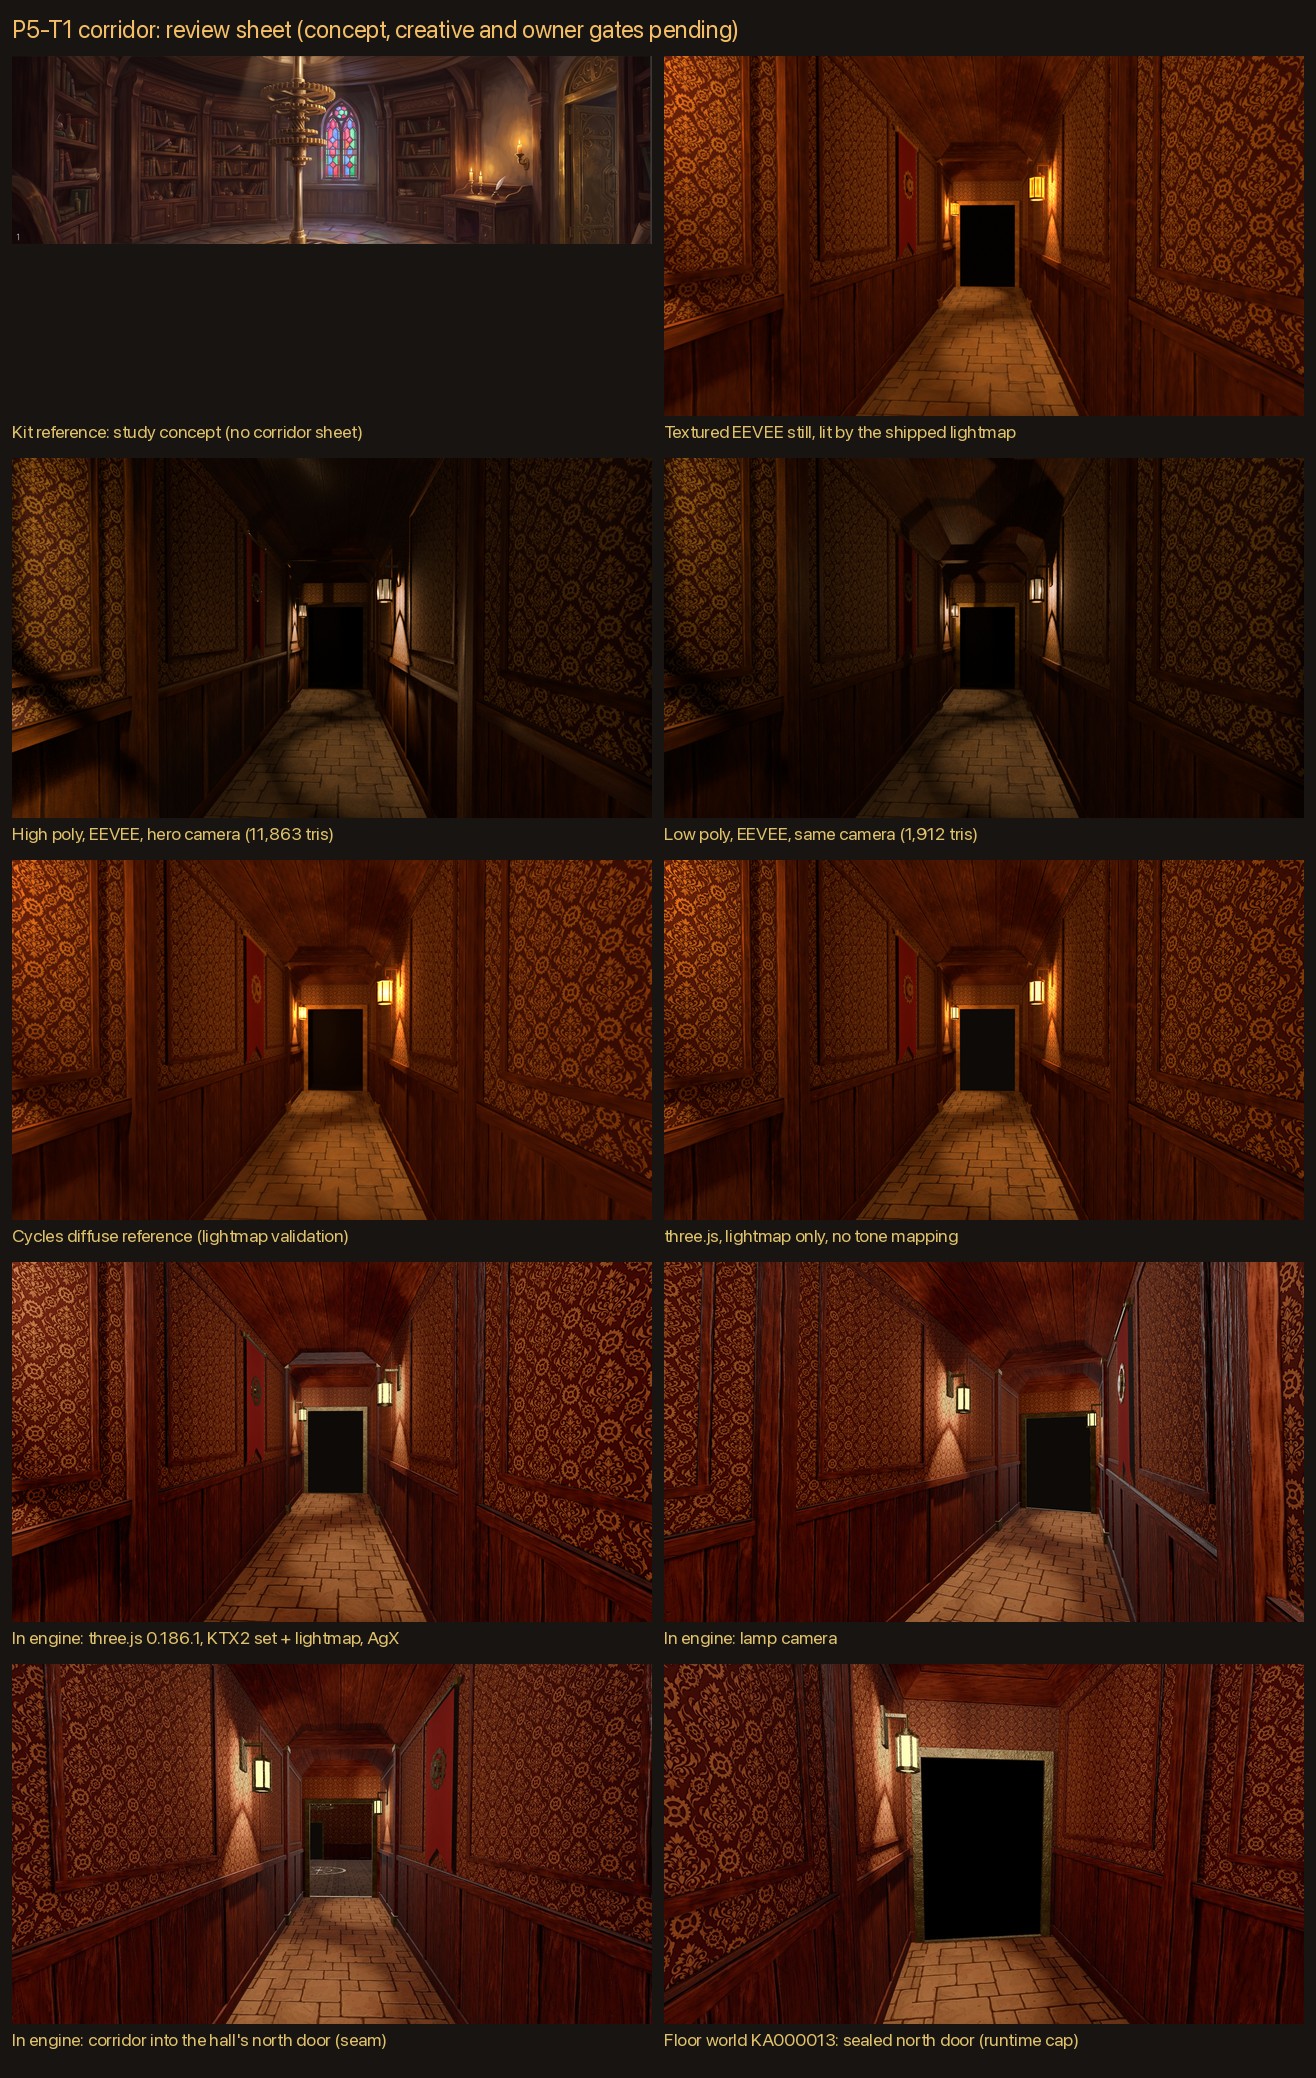 P5-T1 corridor: review sheet (concept, creative and owner gates pending)
1
Kit reference: study concept (no corridor sheet)
Textured EEVEE still, lit by the shipped lightmap
High poly, EEVEE, hero camera (11,863 tris)
Low poly, EEVEE, same camera (1,912 tris)
Cycles diffuse reference (lightmap validation)
three.js, lightmap only, no tone mapping
In engine: three.js 0.186.1, KTX2 set + lightmap, AgX
In engine: lamp camera
In engine: corridor into the hall's north door (seam)
Floor world KA000013: sealed north door (runtime cap)